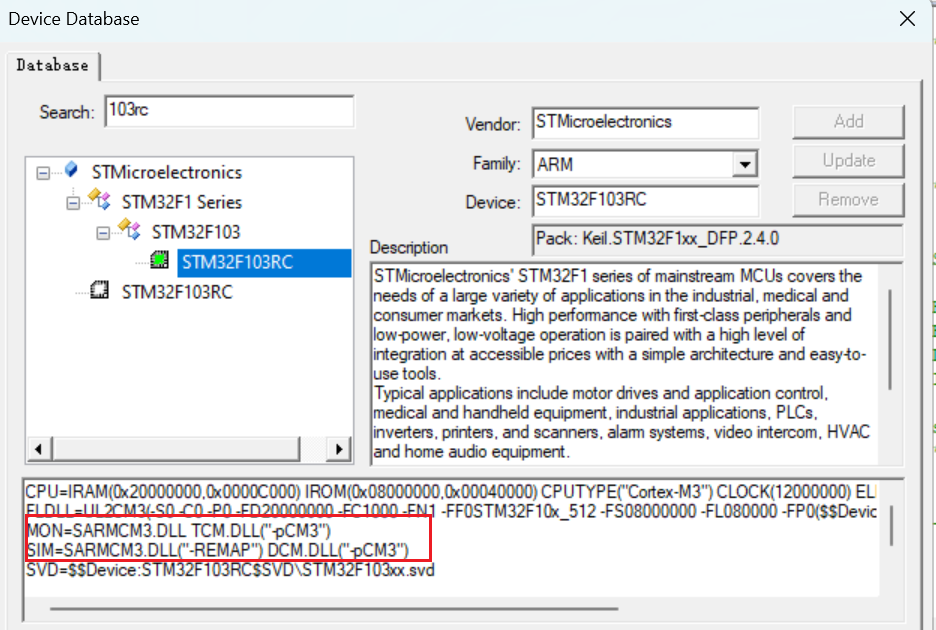 Device Database
Database
Search:
103rc
STMicroelectronics
STM32F1 Series
STM32F103
STM32F103RC
STM32F103RC
Vendor:
STMicroelectronics
Add
Family:
ARM
Update
Device:
STM32F103RC
Remove
Pack: Keil.STM32F1xx_DFP.2.4.0
Description
STMicroelectronics' STM32F1 series of mainstream MCUs covers the
needs of a large variety of applications in the industrial, medical and
consumer markets. High performance with first-class peripherals and
low-power, low-voltage operation is paired with a high level of
integration at accessible prices with a simple architecture and easy-to-
use tools.
Typical applications include motor drives and application control,
medical and handheld equipment, industrial applications, PLCs,
inverters, printers, and scanners, alarm systems, video intercom, HVAC
and home audio equipment.
CPU=IRAM(0x20000000,0x0000C000) IROM(0x08000000,0x00040000) CPUTYPE("Cortex-M3") CLOCK(12000000) ELI
FLDLL=UL2CM3(-S0 -C0 -P0 -FD20000000 -FC1000 -FN1 -FF0STM32F10x_512 -FS08000000 -FL080000 -FP0($$Devic
MON=SARMCM3.DLL TCM.DLL("-pCM3")
SIM=SARMCM3.DLL("-REMAP") DCM.DLL("-pCM3")
SVD=$$Device:STM32F103RC$SVD\STM32F103xx.svd